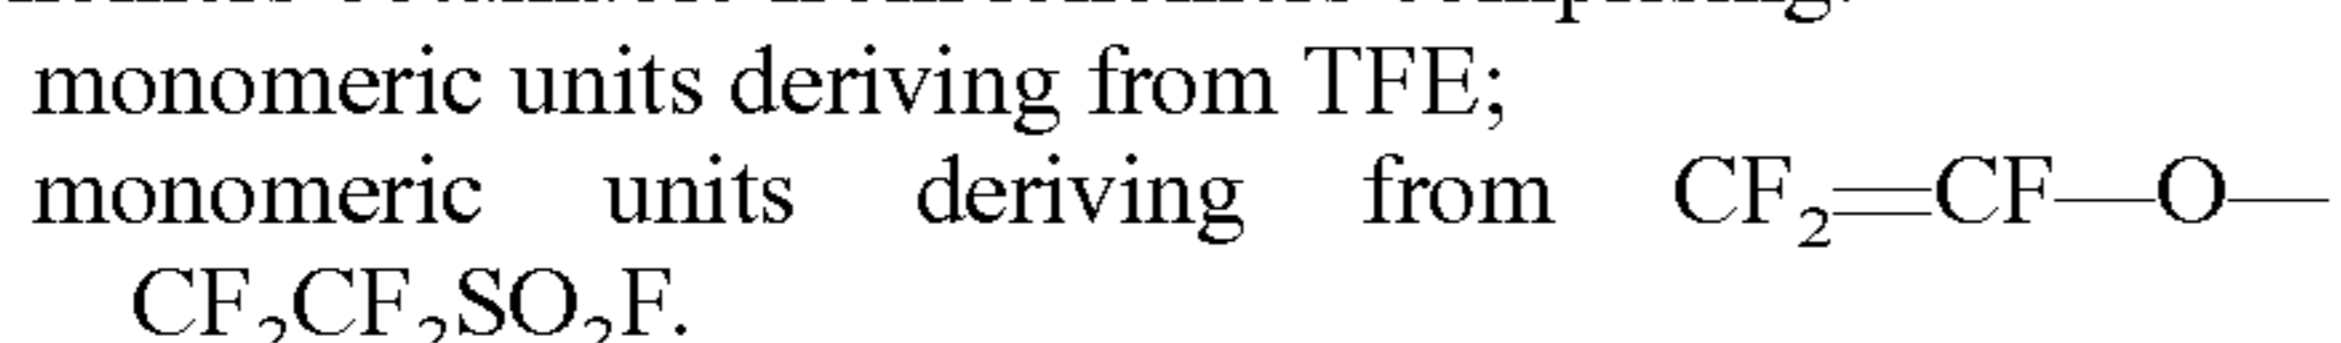 monomeric units deriving from TFE;
monomeric units deriving from CF₂═CF—O—
CF₂CF₂SO₂F.